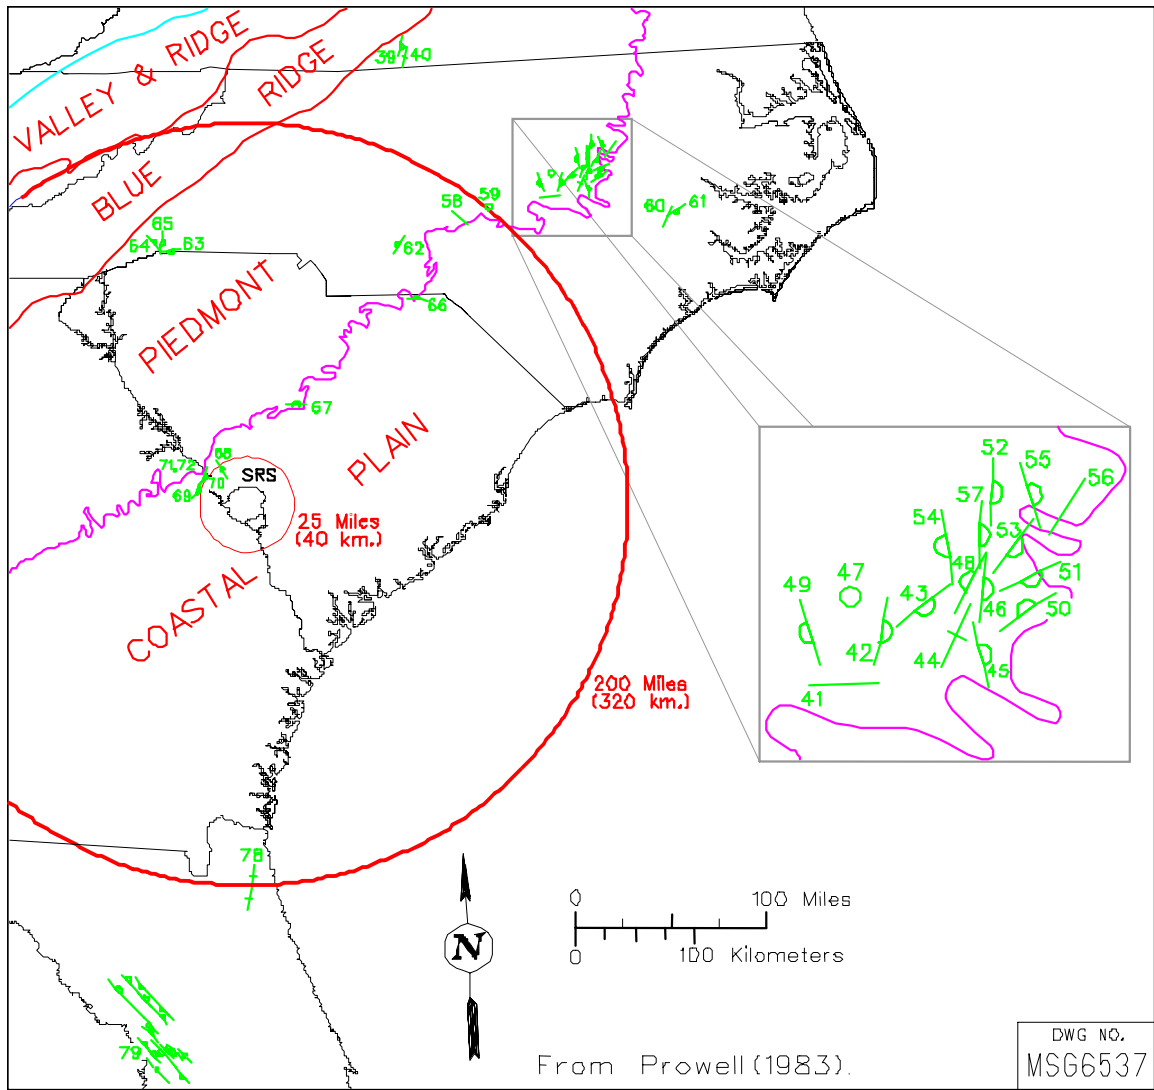 VALLEY & RIDGE
BLUE RIDGE
39/40
PIEDMONT
COASTAL PLAIN
65
64
63
58
59
62
60
61
66
67
68
71,72
70
69
SRS
25 Miles
(40 km.)
200 Miles
(320 km.)
52
55
56
57
54
53
48
51
47
49
43
46
50
42
44
45
41
78
79
N
0
100 Miles
0
100 Kilometers
From Prowell (1983).
DWG NO.
MSG6537